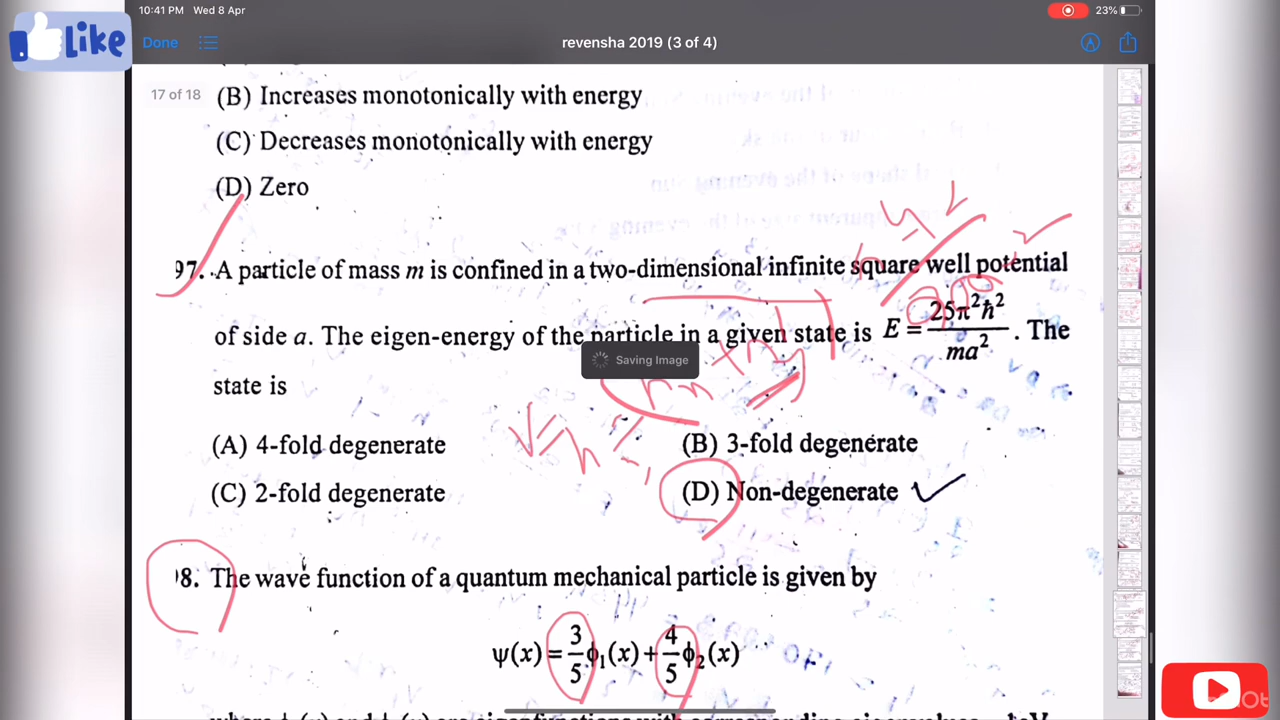 10:41 PM Wed 8 Apr
23%
Like
Done
revensha 2019 (3 of 4)
17 of 18
(B) Increases monotonically with energy
(C) Decreases monotonically with energy
(D) Zero
97. A particle of mass m is confined in a two-dimensional infinite square well potential
of side a. The eigen-energy of the particle in a given state is E = 25π²ħ²/ma². The
state is
Saving Image
(A) 4-fold degenerate
(B) 3-fold degenerate
(C) 2-fold degenerate
(D) Non-degenerate
8. The wave function of a quantum mechanical particle is given by
ψ(x) = 3/5 ϕ₁(x) + 4/5 ϕ₂(x)